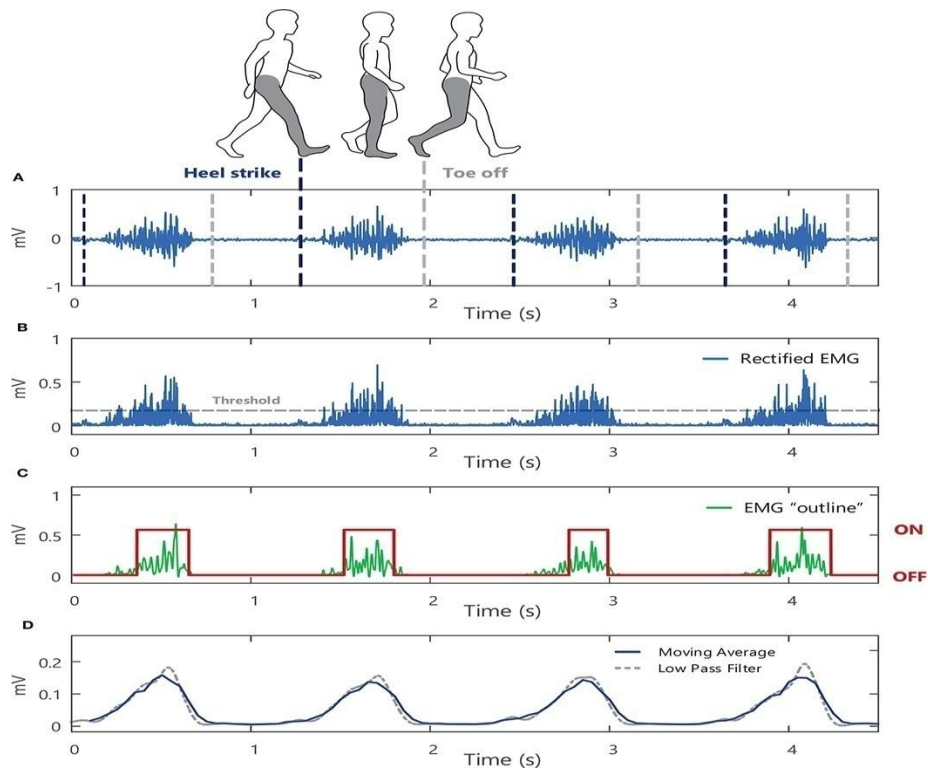 Heel strike
Toe off
A
1
0
-1
mV
0 1 2 3 4
Time (s)
B
1
0.5
0
mV
Rectified EMG
Threshold
0 1 2 3 4
Time (s)
C
1
0.5
0
mV
EMG “outline”
ON
OFF
0 1 2 3 4
Time (s)
D
0.2
0.1
0
mV
Moving Average
Low Pass Filter
0 1 2 3 4
Time (s)